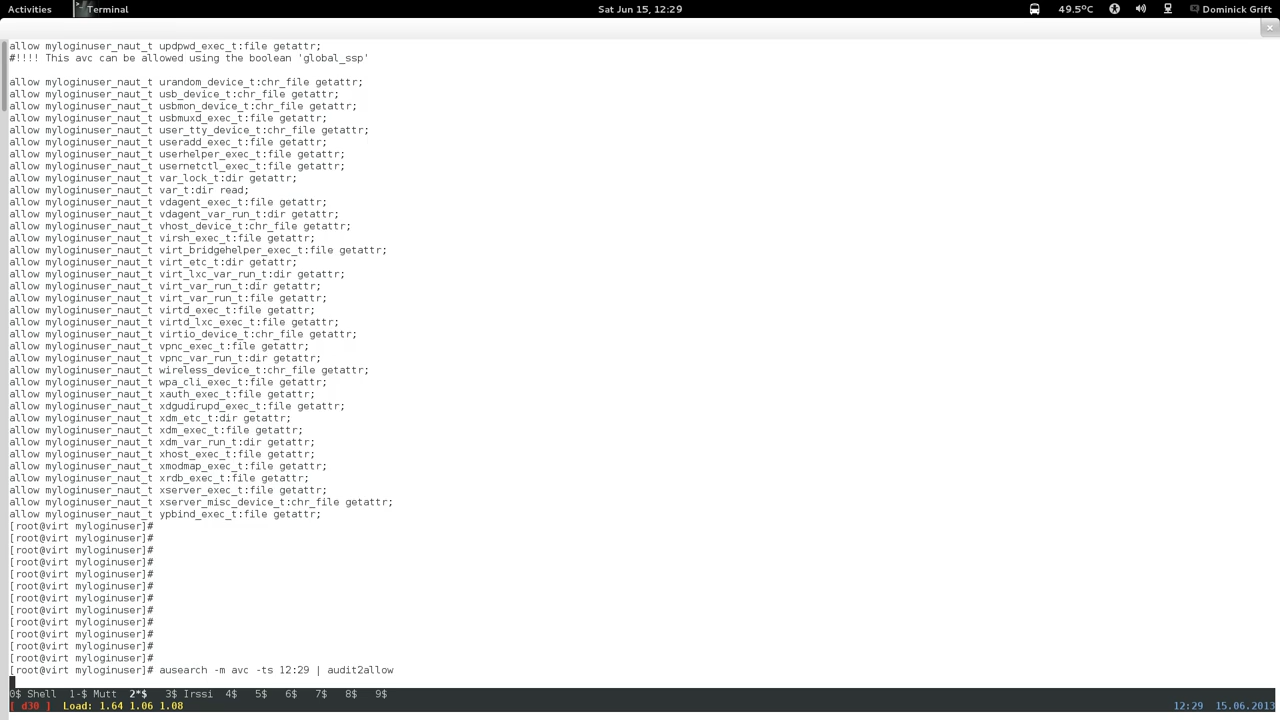 Activities Terminal Sat Jun 15, 12:29 49.5°C Dominick Grift
allow myloginuser_naut_t updpwd_exec_t:file getattr;
#!!!! This avc can be allowed using the boolean 'global_ssp'
allow myloginuser_naut_t urandom_device_t:chr_file getattr;
allow myloginuser_naut_t usb_device_t:chr_file getattr;
allow myloginuser_naut_t usbmon_device_t:chr_file getattr;
allow myloginuser_naut_t usbmuxd_exec_t:file getattr;
allow myloginuser_naut_t user_tty_device_t:chr_file getattr;
allow myloginuser_naut_t useradd_exec_t:file getattr;
allow myloginuser_naut_t userhelper_exec_t:file getattr;
allow myloginuser_naut_t usernetctl_exec_t:file getattr;
allow myloginuser_naut_t var_lock_t:dir getattr;
allow myloginuser_naut_t var_t:dir read;
allow myloginuser_naut_t vdagent_exec_t:file getattr;
allow myloginuser_naut_t vdagent_var_run_t:dir getattr;
allow myloginuser_naut_t vhost_device_t:chr_file getattr;
allow myloginuser_naut_t virsh_exec_t:file getattr;
allow myloginuser_naut_t virt_bridgehelper_exec_t:file getattr;
allow myloginuser_naut_t virt_etc_t:dir getattr;
allow myloginuser_naut_t virt_lxc_var_run_t:dir getattr;
allow myloginuser_naut_t virt_var_run_t:dir getattr;
allow myloginuser_naut_t virt_var_run_t:file getattr;
allow myloginuser_naut_t virtd_exec_t:file getattr;
allow myloginuser_naut_t virtd_lxc_exec_t:file getattr;
allow myloginuser_naut_t virtio_device_t:chr_file getattr;
allow myloginuser_naut_t vpnc_exec_t:file getattr;
allow myloginuser_naut_t vpnc_var_run_t:dir getattr;
allow myloginuser_naut_t wireless_device_t:chr_file getattr;
allow myloginuser_naut_t wpa_cli_exec_t:file getattr;
allow myloginuser_naut_t xauth_exec_t:file getattr;
allow myloginuser_naut_t xdgudirupd_exec_t:file getattr;
allow myloginuser_naut_t xdm_etc_t:dir getattr;
allow myloginuser_naut_t xdm_exec_t:file getattr;
allow myloginuser_naut_t xdm_var_run_t:dir getattr;
allow myloginuser_naut_t xhost_exec_t:file getattr;
allow myloginuser_naut_t xmodmap_exec_t:file getattr;
allow myloginuser_naut_t xrdb_exec_t:file getattr;
allow myloginuser_naut_t xserver_exec_t:file getattr;
allow myloginuser_naut_t xserver_misc_device_t:chr_file getattr;
allow myloginuser_naut_t ypbind_exec_t:file getattr;
[root@virt myloginuser]#
[root@virt myloginuser]#
[root@virt myloginuser]#
[root@virt myloginuser]#
[root@virt myloginuser]#
[root@virt myloginuser]#
[root@virt myloginuser]#
[root@virt myloginuser]#
[root@virt myloginuser]#
[root@virt myloginuser]#
[root@virt myloginuser]#
[root@virt myloginuser]#
[root@virt myloginuser]# ausearch -m avc -ts 12:29 | audit2allow
0$ Shell 1-$ Mutt 2*$ 3$ Irssi 4$ 5$ 6$ 7$ 8$ 9$
[ d30 ] Load: 1.64 1.06 1.08 12:29 15.06.2013